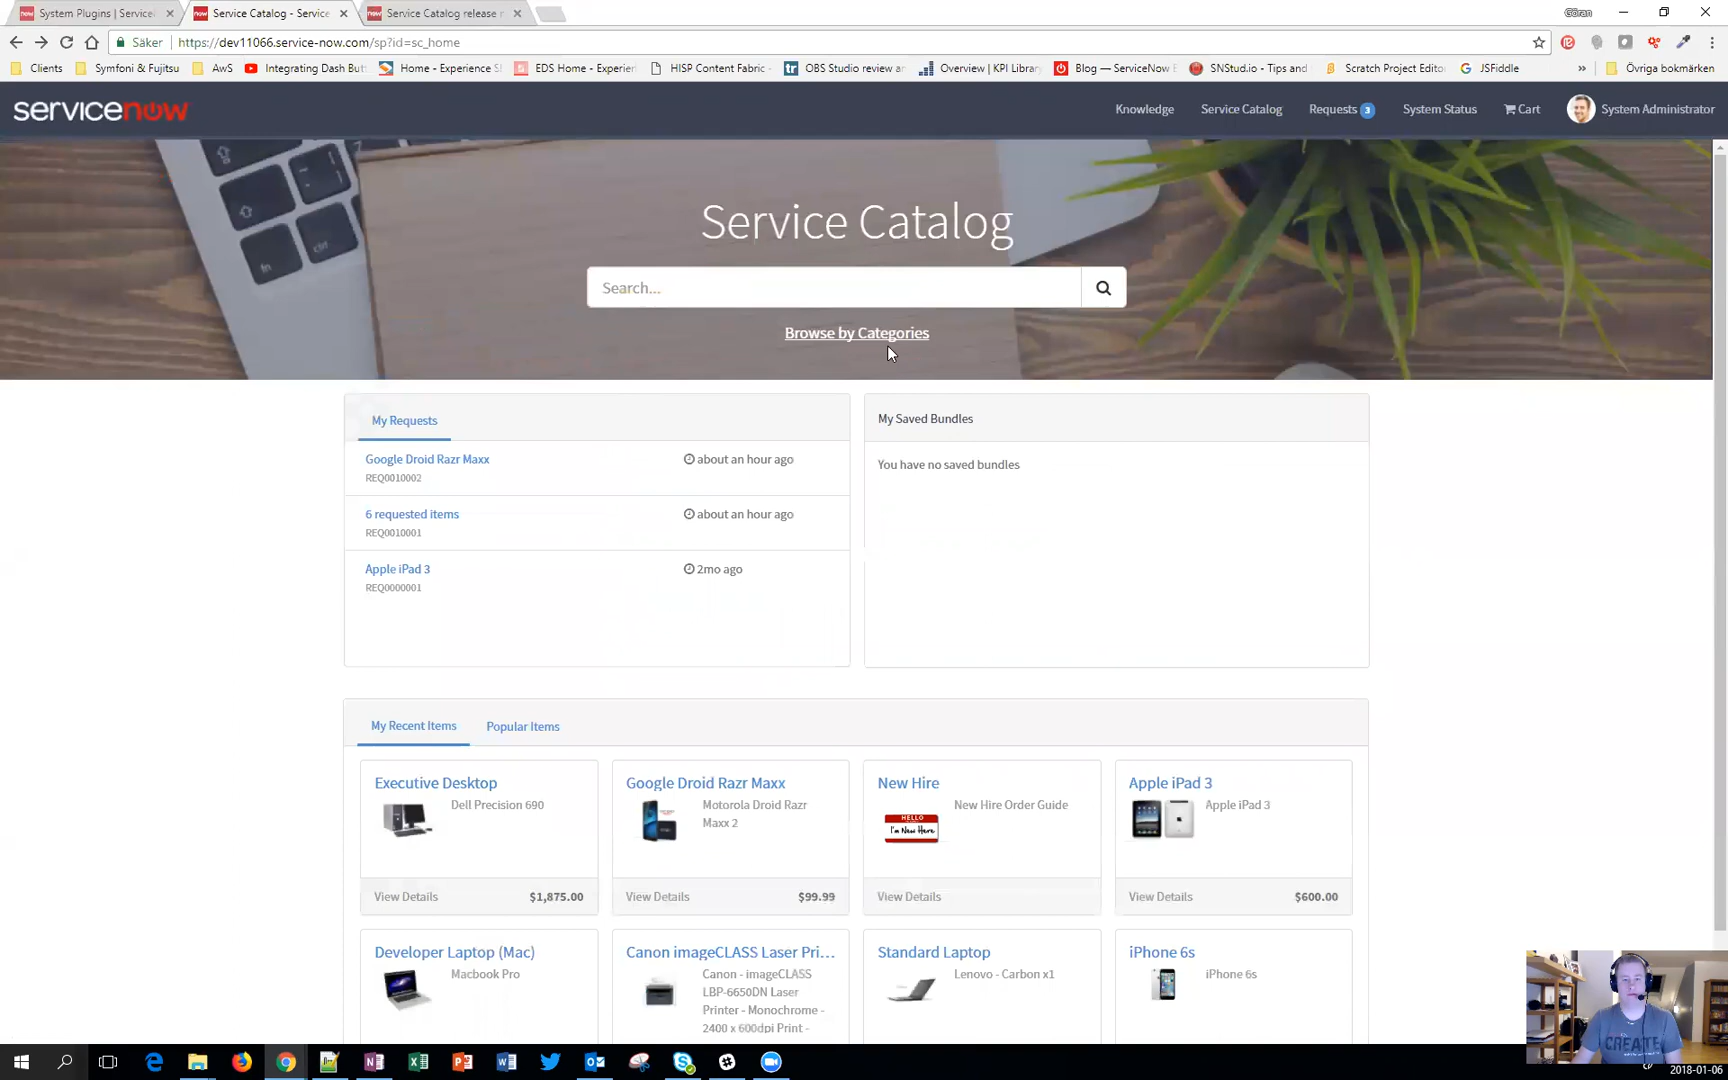 System Plugins | Service
Service Catalog - Service
Service Catalog release n
Göran
Säker | https://dev11066.service-now.com/sp?id=sc_home
Clients
Symfoni & Fujitsu
AwS
Integrating Dash Butt
Home - Experience S
EDS Home - Experien
HISP Content Fabric -
OBS Studio review an
Overview | KPI Library
Blog — ServiceNow E
SNStud.io - Tips and
Scratch Project Editor
JSFiddle
»
Övriga bokmärken
servicenow
Knowledge
Service Catalog
Requests 3
System Status
Cart
System Administrator
Service Catalog
Search...
Browse by Categories
My Requests
Google Droid Razr Maxx
about an hour ago
REQ0010002
6 requested items
about an hour ago
REQ0010001
Apple iPad 3
2mo ago
REQ0000001
My Saved Bundles
You have no saved bundles
My Recent Items
Popular Items
Executive Desktop
Dell Precision 690
View Details
$1,875.00
Google Droid Razr Maxx
Motorola Droid Razr
Maxx 2
View Details
$99.99
New Hire
HELLO
I'm New Here
New Hire Order Guide
View Details
Apple iPad 3
Apple iPad 3
View Details
$600.00
Developer Laptop (Mac)
Macbook Pro
Canon imageCLASS Laser Pri...
Canon - imageCLASS
LBP-6650DN Laser
Printer - Monochrome -
2400 x 600dpi Print -
Standard Laptop
Lenovo - Carbon x1
iPhone 6s
iPhone 6s
CREATE
2018-01-06